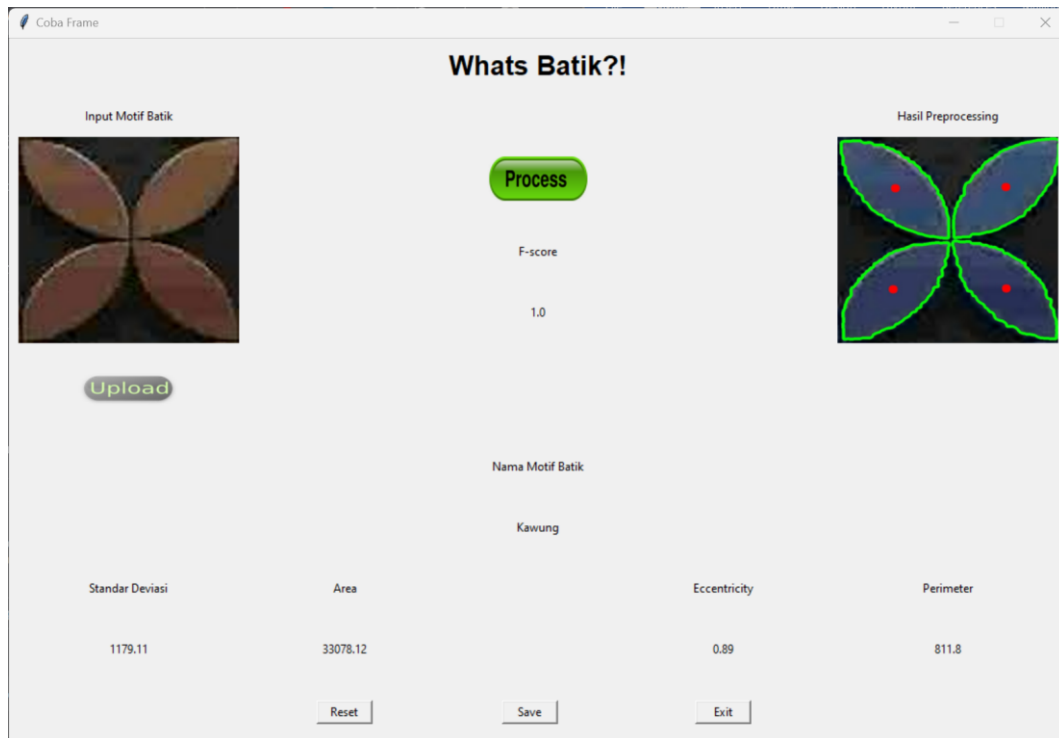 Coba Frame
Whats Batik?!
Input Motif Batik
Hasil Preprocessing
Process
F-score
1.0
Upload
Nama Motif Batik
Kawung
Standar Deviasi
Area
Eccentricity
Perimeter
1179.11
33078.12
0.89
811.8
Reset
Save
Exit